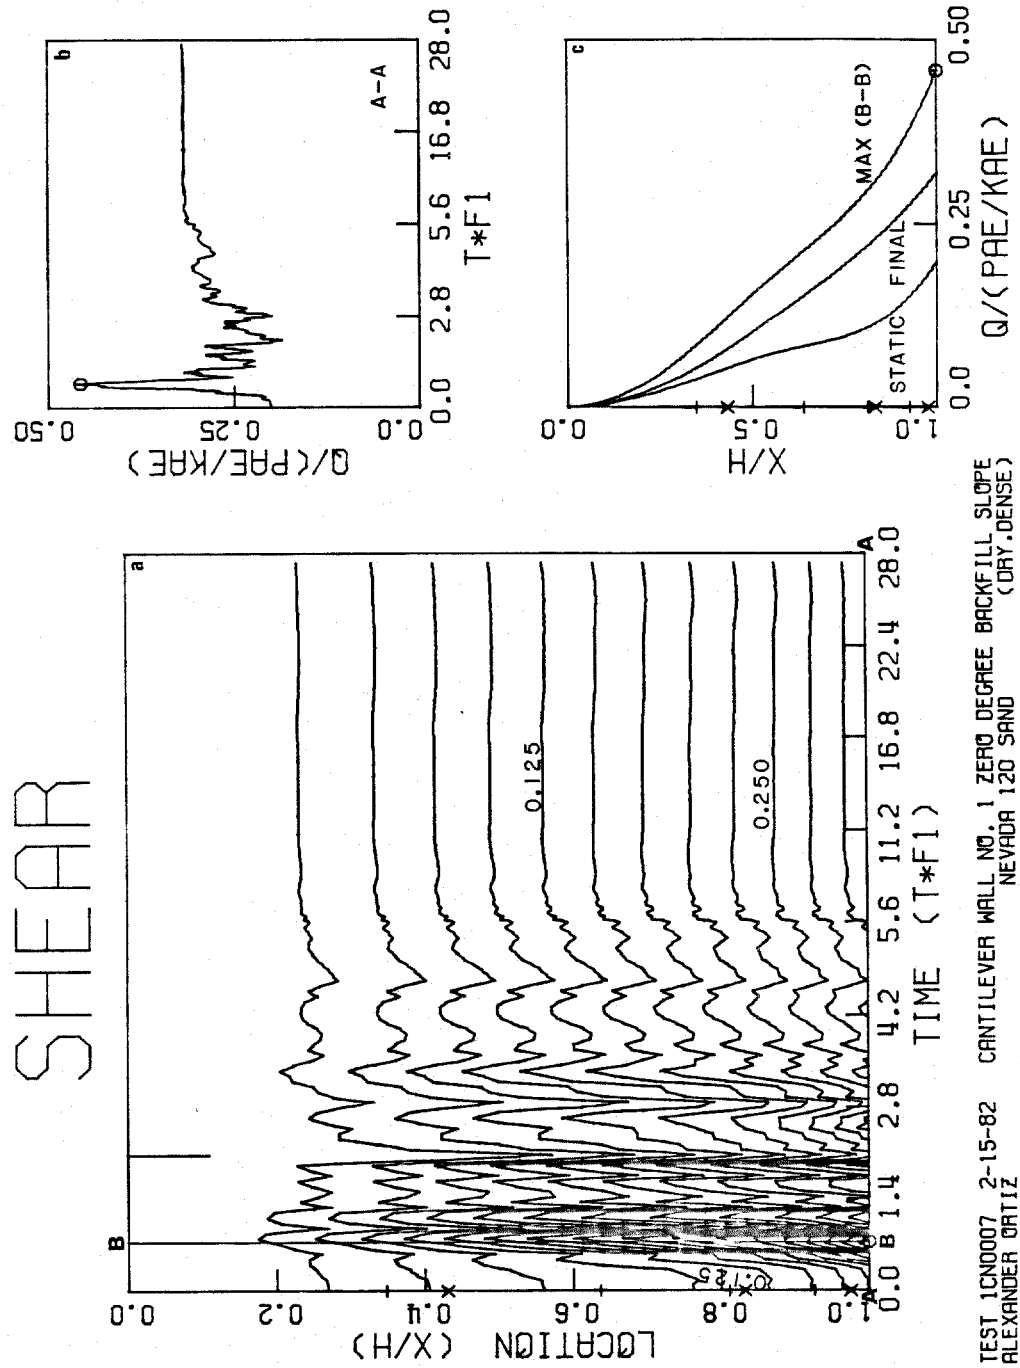 SHEAR
a
B
0.0
0.2
0.4
0.6
0.8
1.0
LOCATION (X/H)
0.125
0.250
0.125
A
B
A
0.0
1.4
2.8
4.2
5.6
11.2
16.8
22.4
28.0
TIME (T*F1)
b
A-A
0.50
0.25
0.0
Q/(PAE/KAE)
0.0
2.8
5.6
16.8
28.0
T*F1
c
MAX (B-B)
FINAL
STATIC
0.0
0.5
1.0
X/H
0.0
0.25
0.50
Q/(PAE/KAE)
TEST 1CN0007 2-15-82 CANTILEVER WALL NO. 1 ZERO DEGREE BACKFILL SLOPE
ALEXANDER ORTIZ NEVADA 120 SAND (DRY.DENSE)